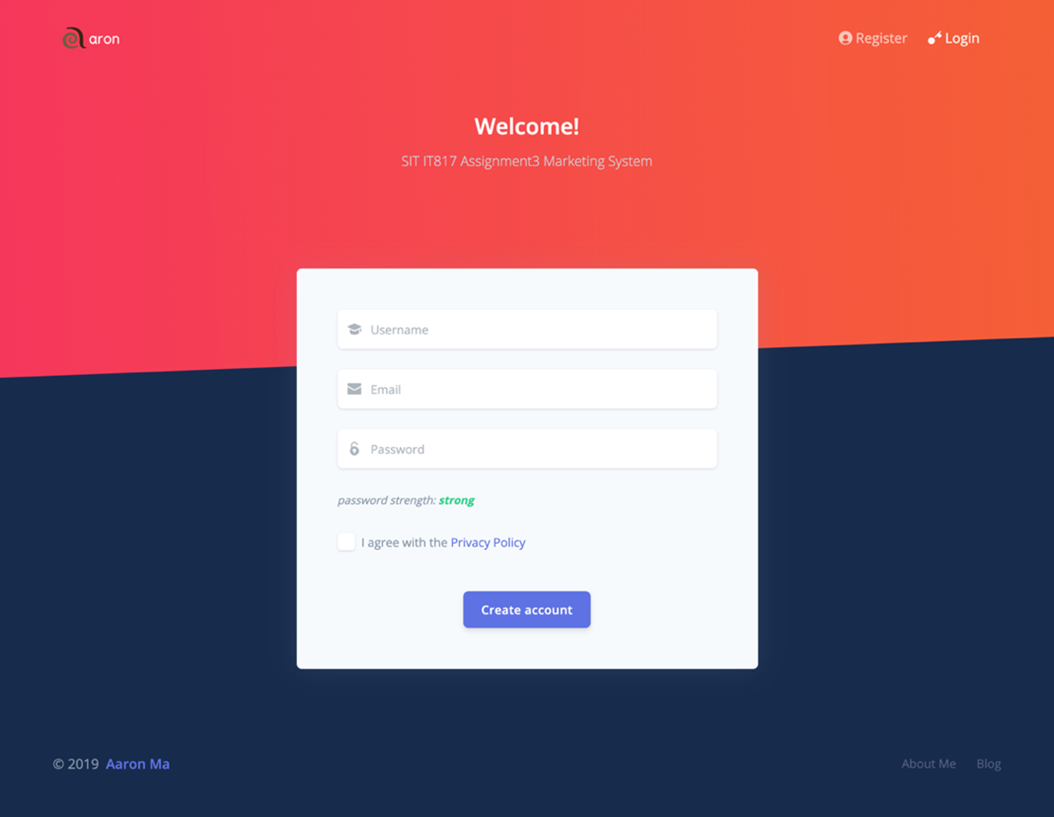 aron
Register Login
Welcome!
SIT IT817 Assignment3 Marketing System
Username
Email
Password
password strength: strong
I agree with the Privacy Policy
Create account
© 2019 Aaron Ma
About Me Blog